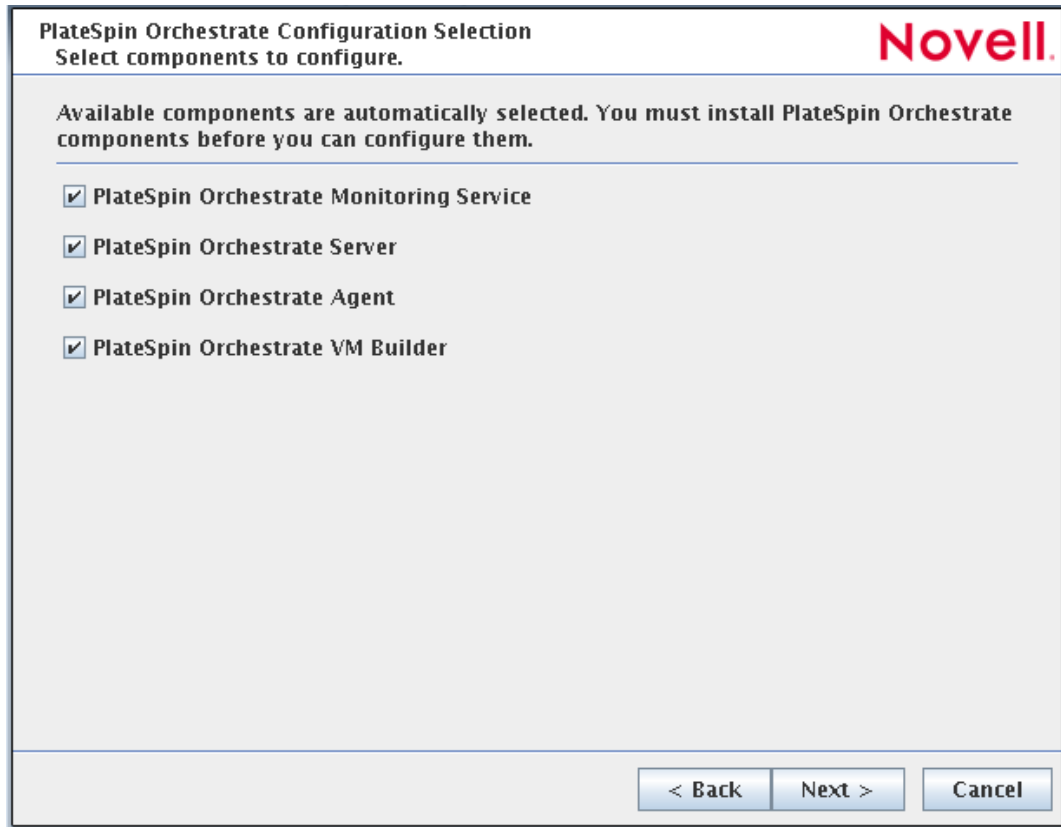 PlateSpin Orchestrate Configuration Selection
Select components to configure.
Novell.
Available components are automatically selected. You must install PlateSpin Orchestrate
components before you can configure them.
PlateSpin Orchestrate Monitoring Service
PlateSpin Orchestrate Server
PlateSpin Orchestrate Agent
PlateSpin Orchestrate VM Builder
< Back
Next >
Cancel